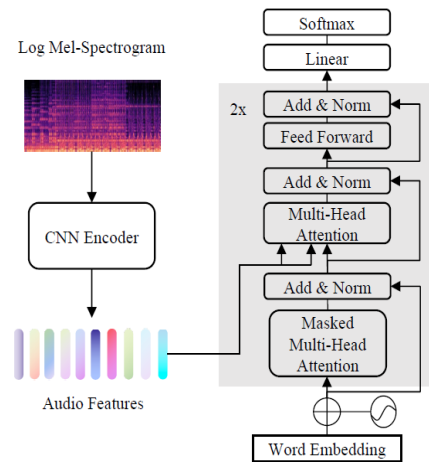 Log Mel-Spectrogram
CNN Encoder
Audio Features
Softmax
Linear
2x
Add & Norm
Feed Forward
Add & Norm
Multi-Head
Attention
Add & Norm
Masked
Multi-Head
Attention
Word Embedding